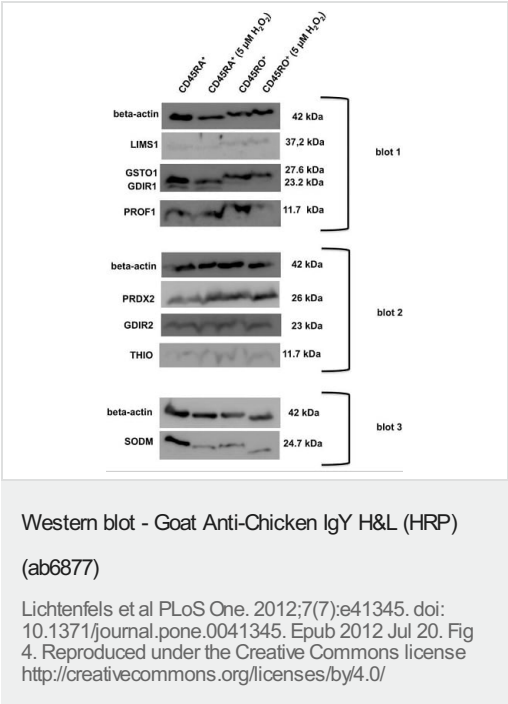 CD45RA⁺
CD45RA⁺ (5 µM H₂O₂)
CD45RO⁺
CD45RO⁺ (5 µM H₂O₂)
beta-actin 42 kDa
LIMS1 37,2 kDa
GSTO1 27.6 kDa
GDIR1 23.2 kDa
PROF1 11.7 kDa
blot 1
beta-actin 42 kDa
PRDX2 26 kDa
GDIR2 23 kDa
THIO 11.7 kDa
blot 2
beta-actin 42 kDa
SODM 24.7 kDa
blot 3
Western blot - Goat Anti-Chicken IgY H&L (HRP)
(ab6877)
Lichtenfels et al PLoS One. 2012;7(7):e41345. doi:
10.1371/journal.pone.0041345. Epub 2012 Jul 20. Fig
4. Reproduced under the Creative Commons license
http://creativecommons.org/licenses/by/4.0/